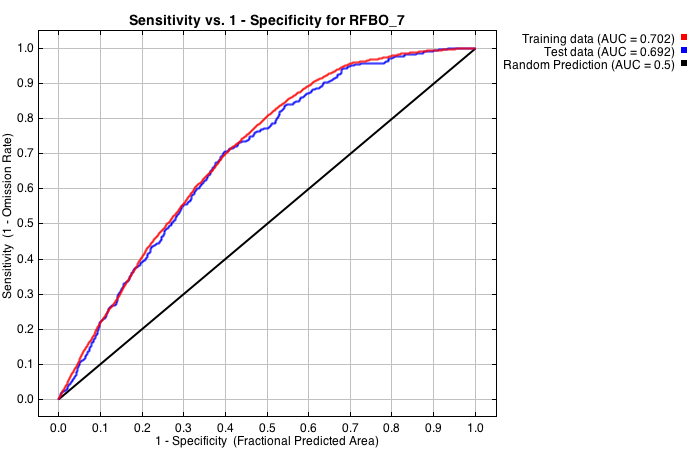 Sensitivity vs. 1 - Specificity for RFBO_7
Training data (AUC = 0.702)
Test data (AUC = 0.692)
Random Prediction (AUC = 0.5)
Sensitivity (1 - Omission Rate)
1.0
0.9
0.8
0.7
0.6
0.5
0.4
0.3
0.2
0.1
0.0
0.0 0.1 0.2 0.3 0.4 0.5 0.6 0.7 0.8 0.9 1.0
1 - Specificity (Fractional Predicted Area)